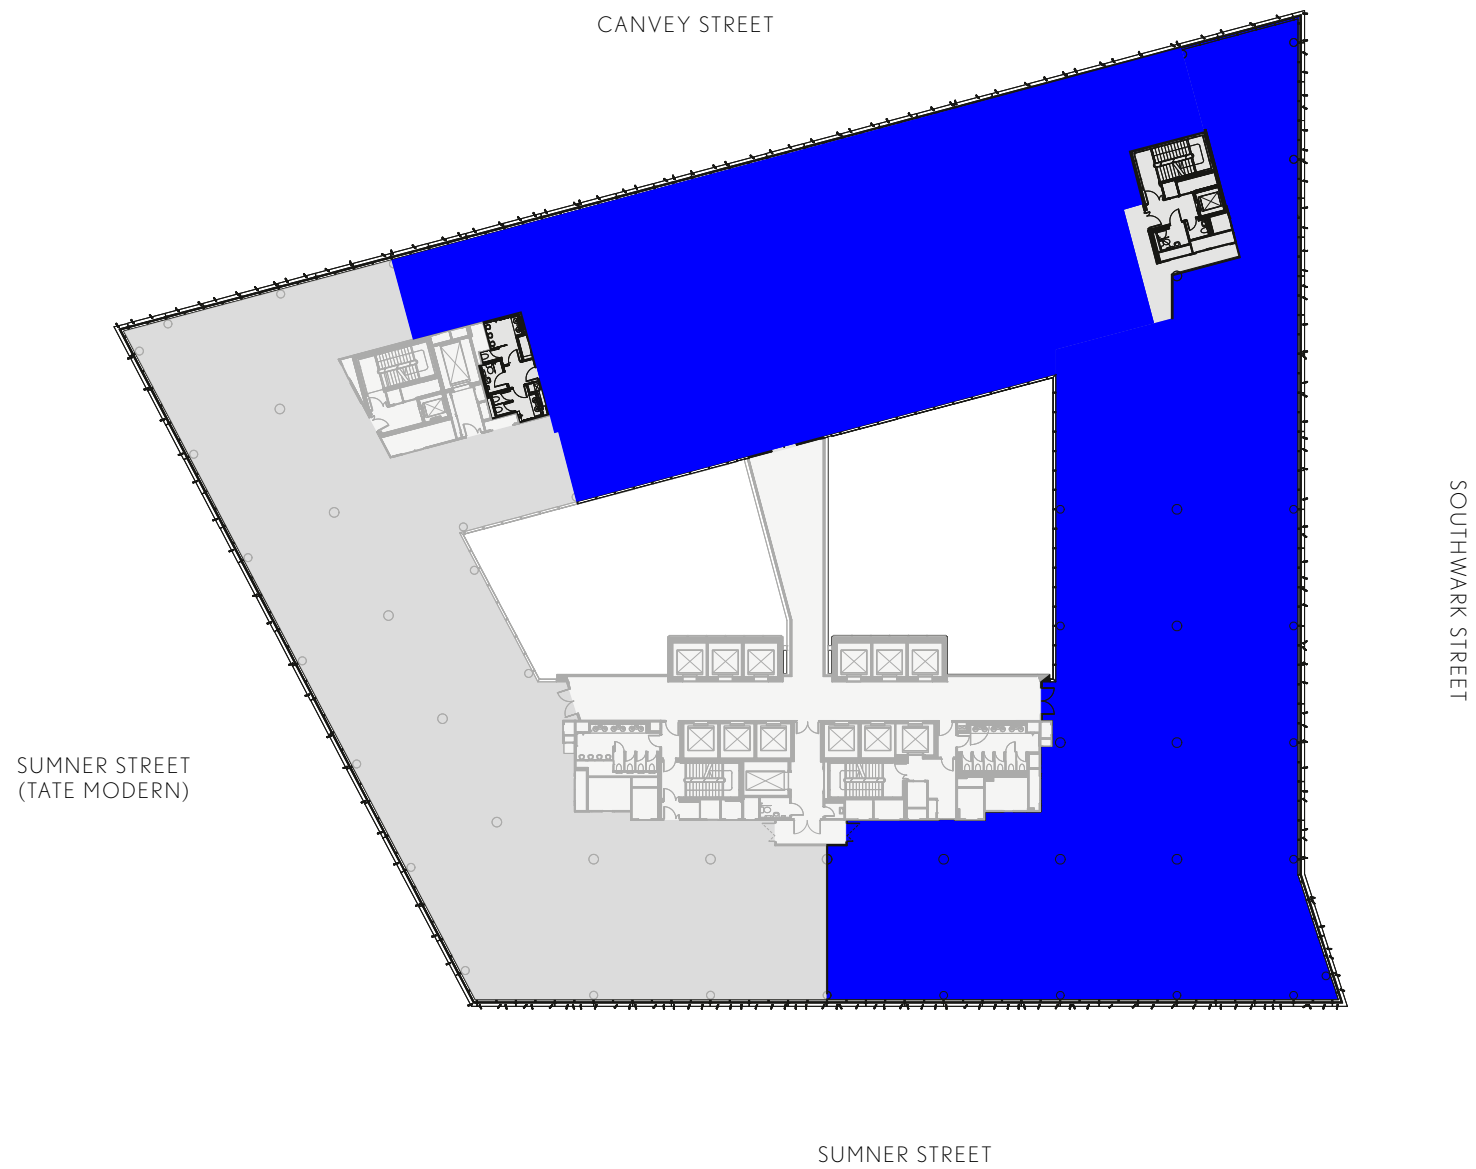 CANVEY STREET
SOUTHWARK STREET
SUMNER STREET
(TATE MODERN)
SUMNER STREET